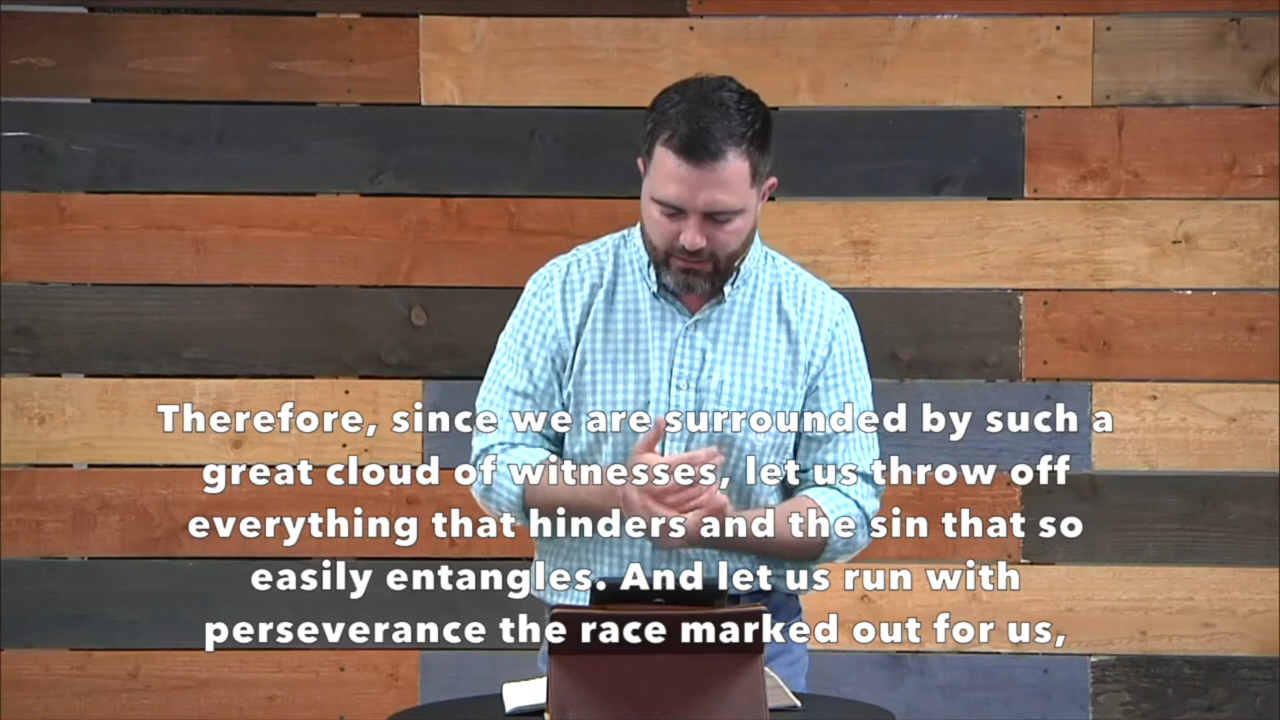 Therefore, since we are surrounded by such a
great cloud of witnesses, let us throw off
everything that hinders and the sin that so
easily entangles. And let us run with
perseverance the race marked out for us,